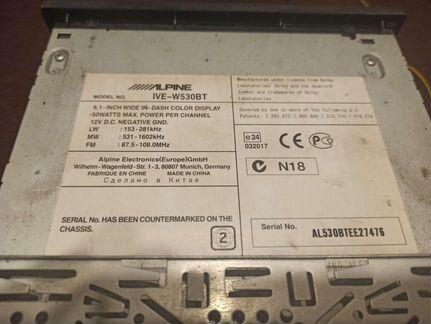 ALPINE
MODEL NO. IVE-W530BT
6.1-INCH WIDE IN-DASH COLOR DISPLAY
-50WATTS MAX. POWER PER CHANNEL
12V D.C. NEGATIVE GND.
LW : 153-281kHz
MW : 531-1602kHz
FM : 87.5-108.0MHz
Alpine Electronics(Europe)GmbH
Wilhelm-Wagenfeld-Str. 1-3, 80807 Munich, Germany
FABRIQUE EN CHINE MADE IN CHINA
Сделано в Китае
SERIAL No. HAS BEEN COUNTERMARKED ON THE
CHASSIS.
2
Manufactured under license from Dolby
Laboratories. Dolby and the double-D
symbol are trademarks of Dolby
Laboratories.
Covered by one or more of the following U.S.
Patents:
e24
032017
CE
N18
Serial No.
AL530BTEE27476